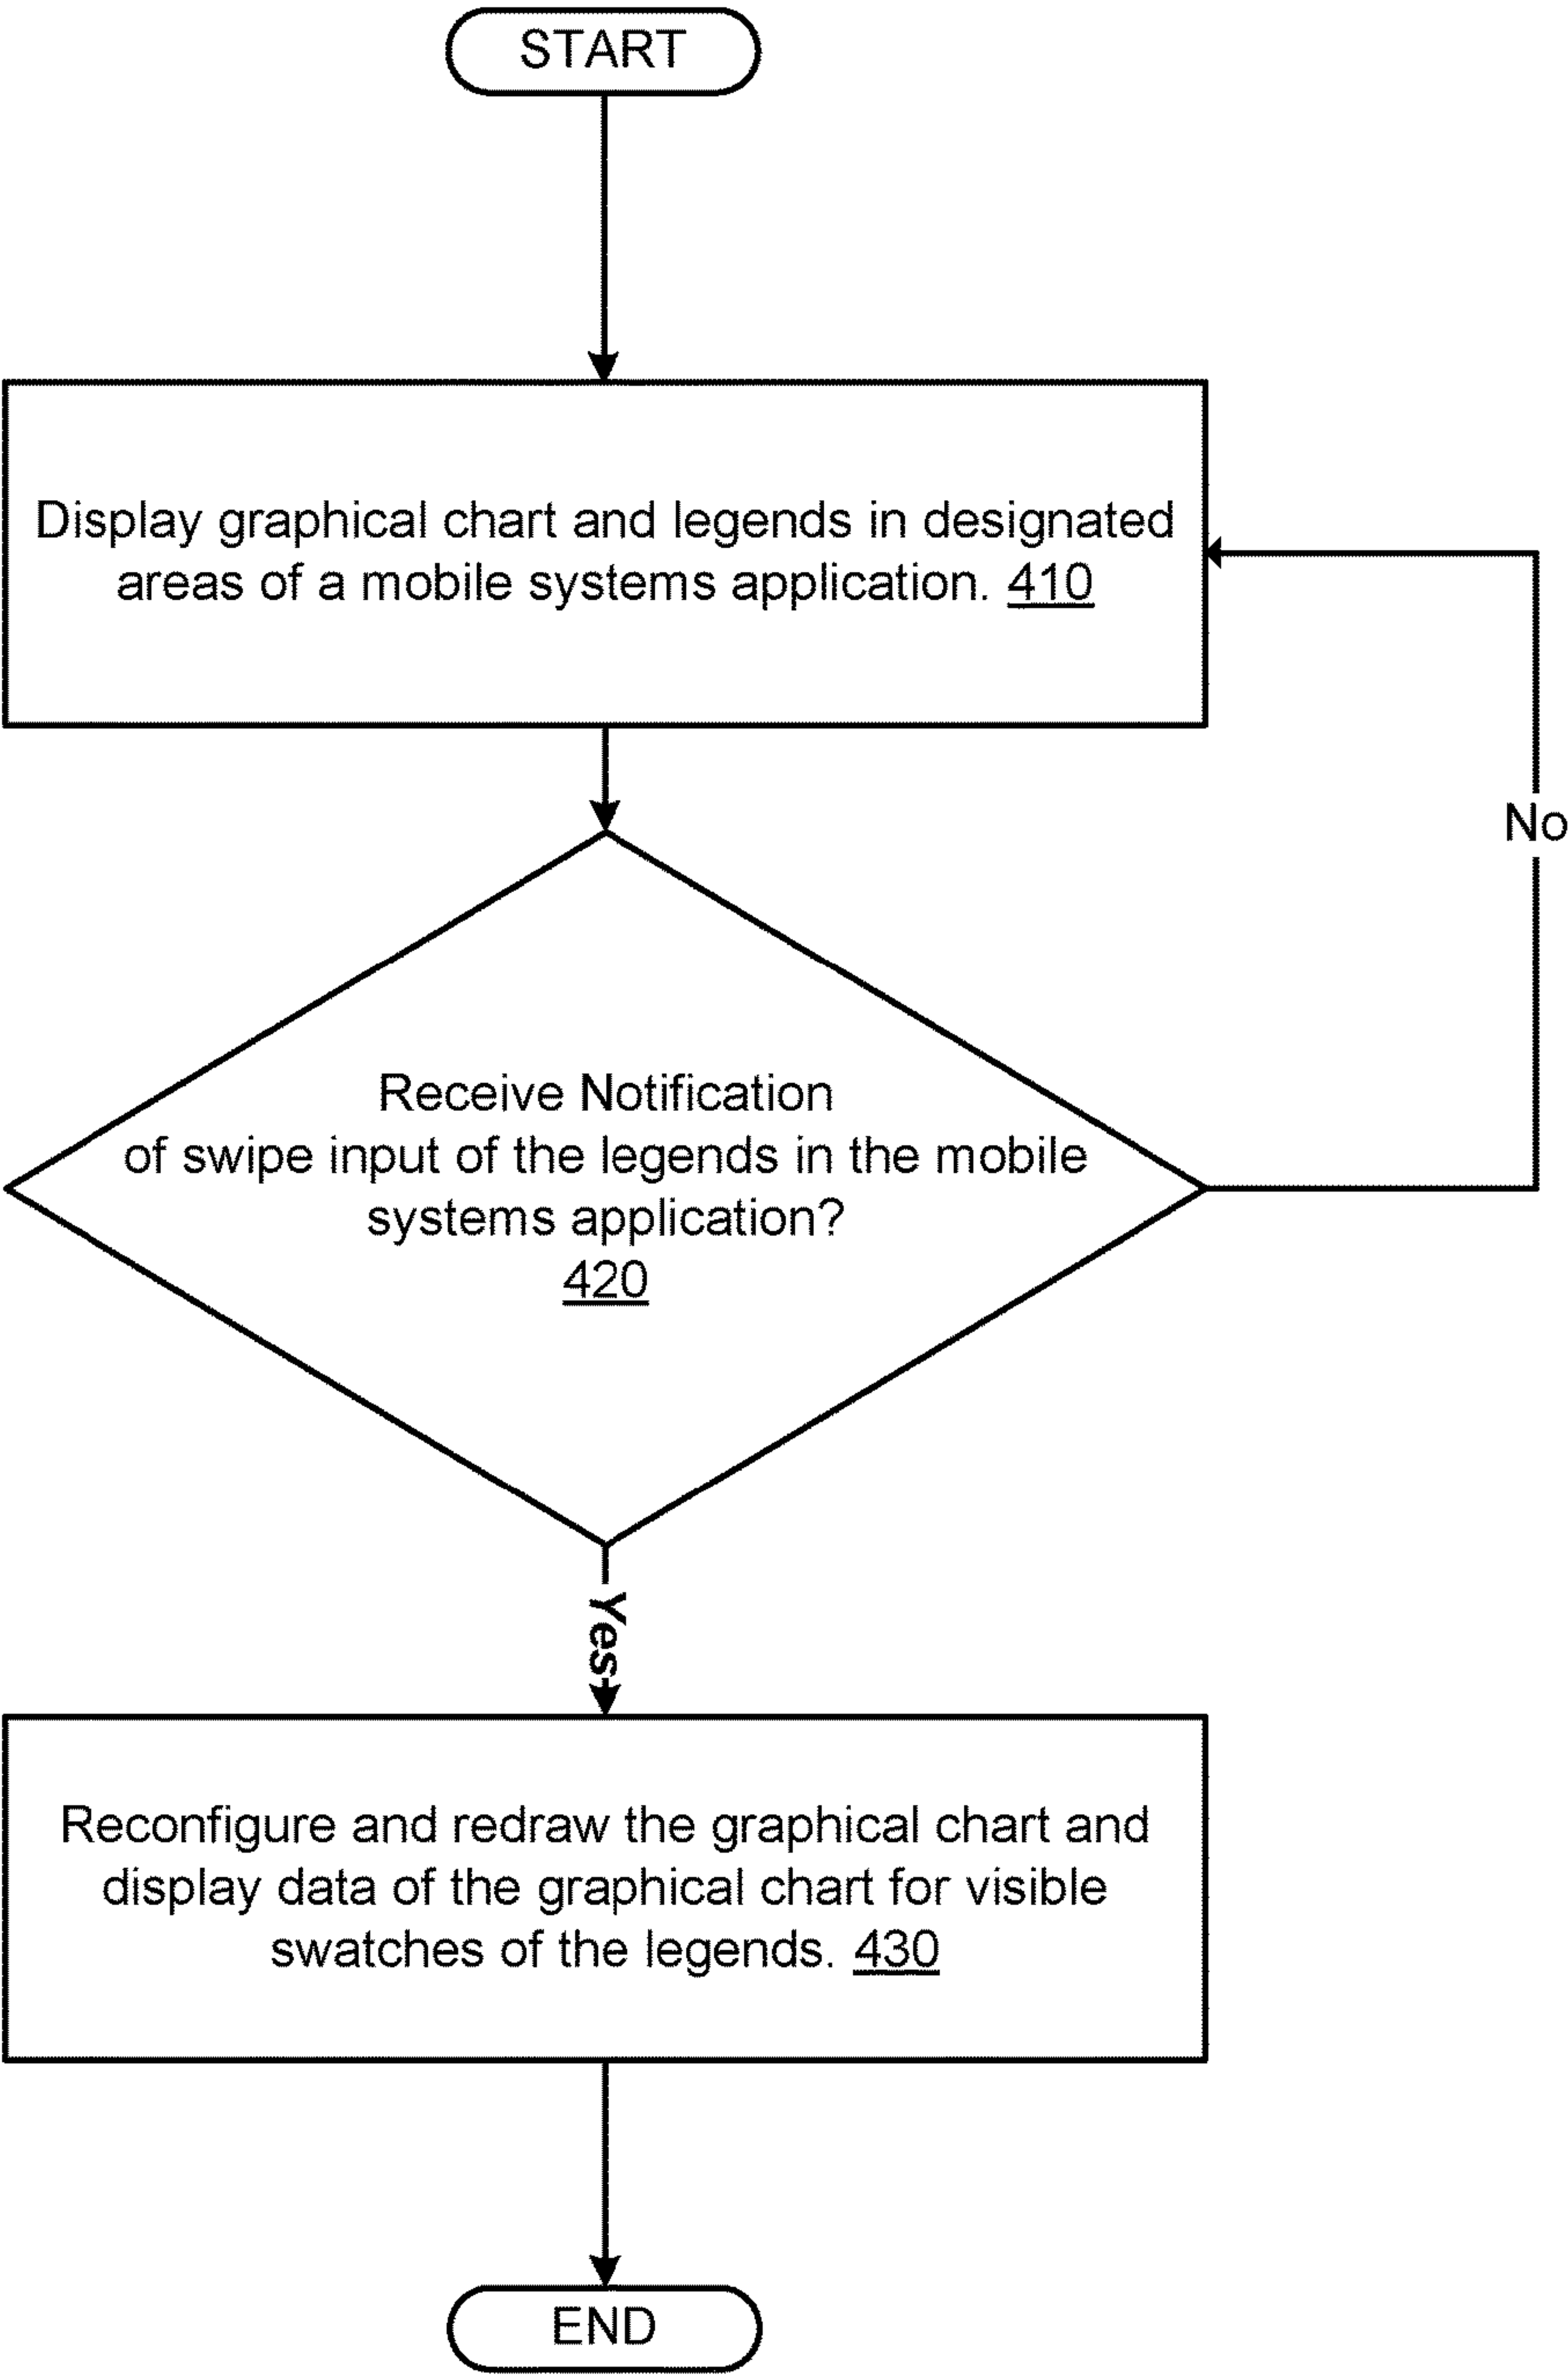 START
Display graphical chart and legends in designated
areas of a mobile systems application. 410
No
Receive Notification
of swipe input of the legends in the mobile
systems application?
420
Yes
Reconfigure and redraw the graphical chart and
display data of the graphical chart for visible
swatches of the legends. 430
END